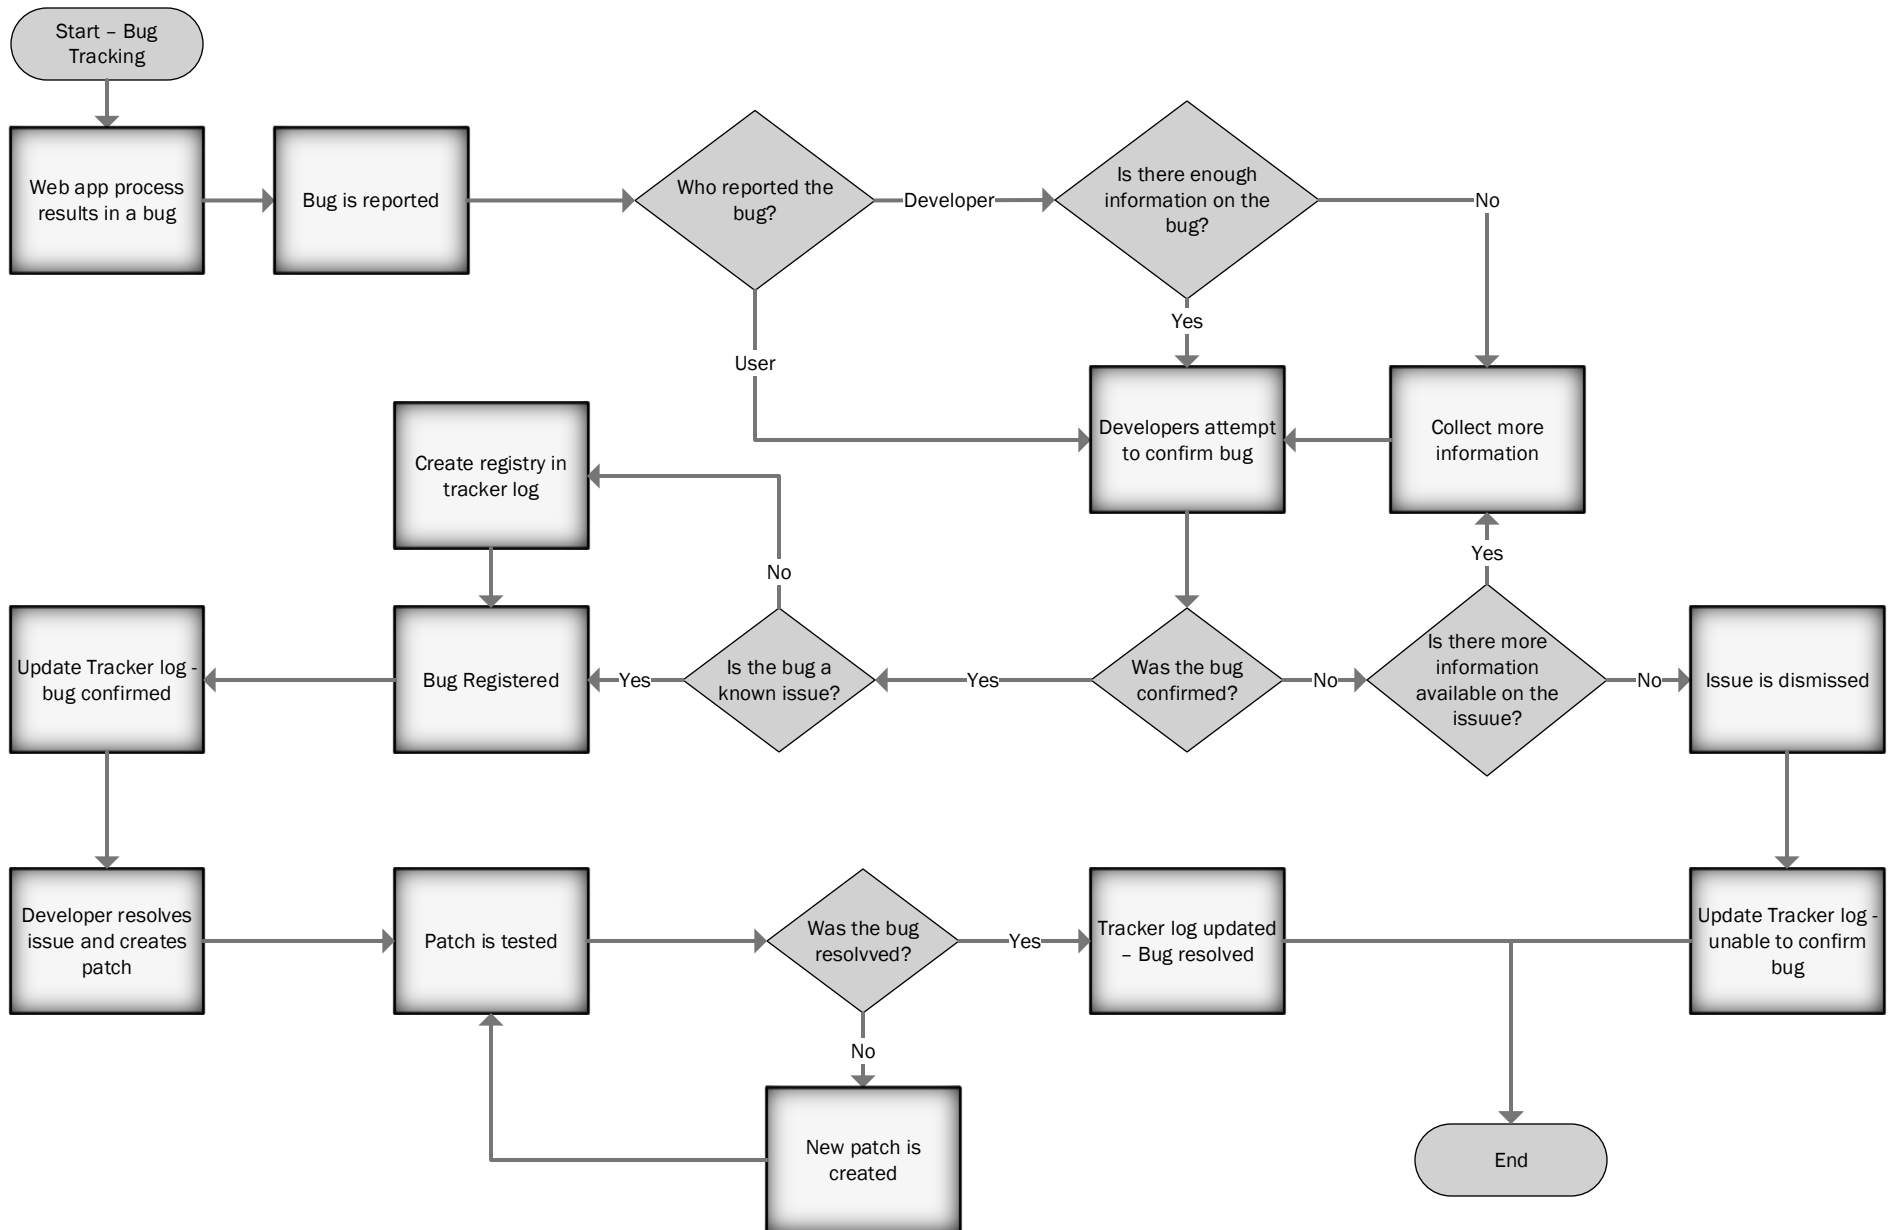 Start – Bug
Tracking
Web app process
results in a bug
Bug is reported
Who reported the
bug?
Developer
Is there enough
information on the
bug?
No
Yes
User
Developers attempt
to confirm bug
Collect more
information
Create registry in
tracker log
No
Yes
Update Tracker log -
bug confirmed
Bug Registered
Yes
Is the bug a
known issue?
Yes
Was the bug
confirmed?
No
Is there more
information
available on the
issuue?
No
Issue is dismissed
Developer resolves
issue and creates
patch
Patch is tested
Was the bug
resolvved?
Yes
Tracker log updated
– Bug resolved
Update Tracker log -
unable to confirm
bug
No
New patch is
created
End